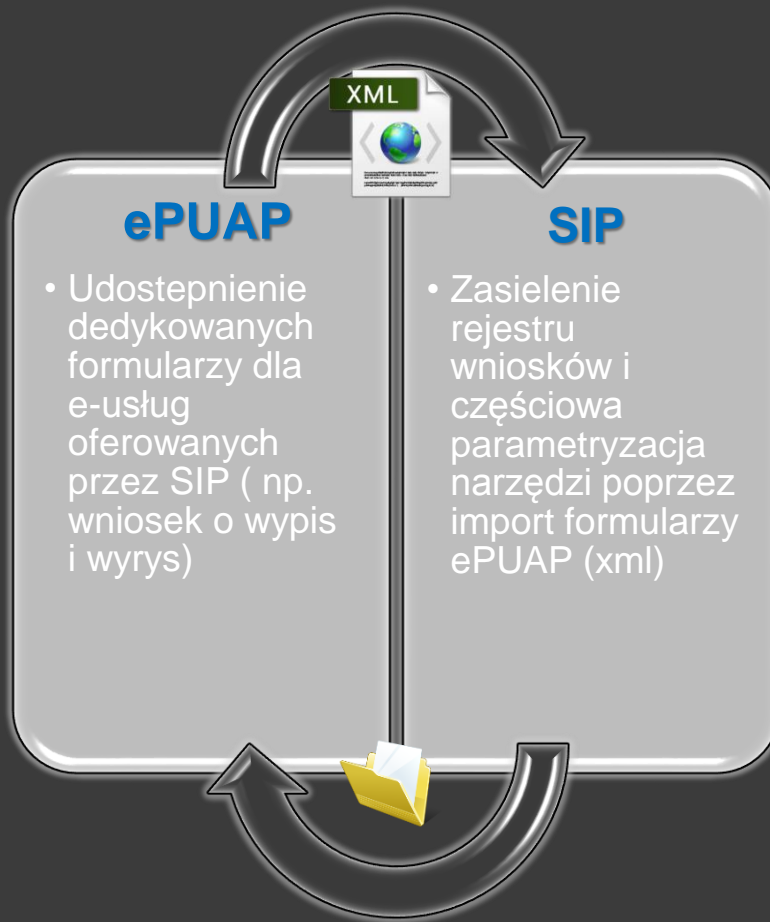 XML
ePUAP
• Udostepnienie
dedykowanych
formularzy dla
e-usług
oferowanych
przez SIP ( np.
wniosek o wypis
i wyrys)
SIP
• Zasielenie
rejestru
wniosków i
częściowa
parametryzacja
narzędzi poprzez
import formularzy
ePUAP (xml)